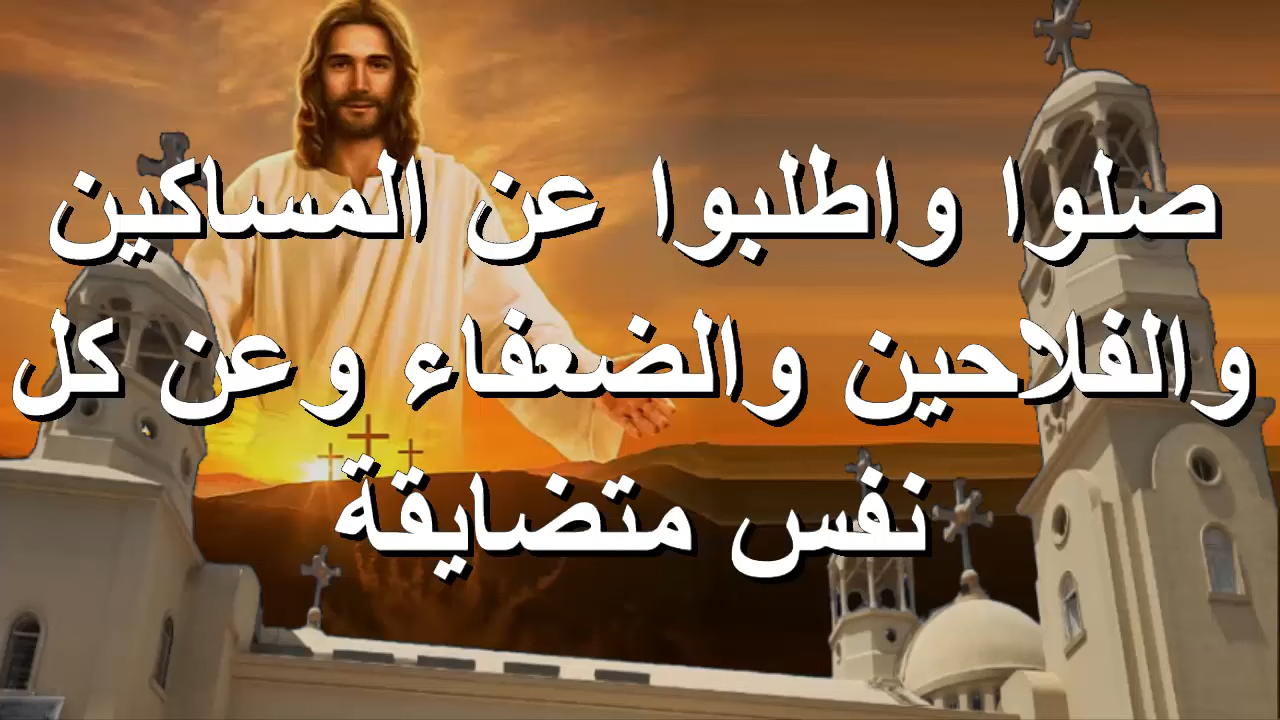 صلوا واطلبوا عن المساكين
والفلاحين والضعفاء وعن كل
نفس متضايقة